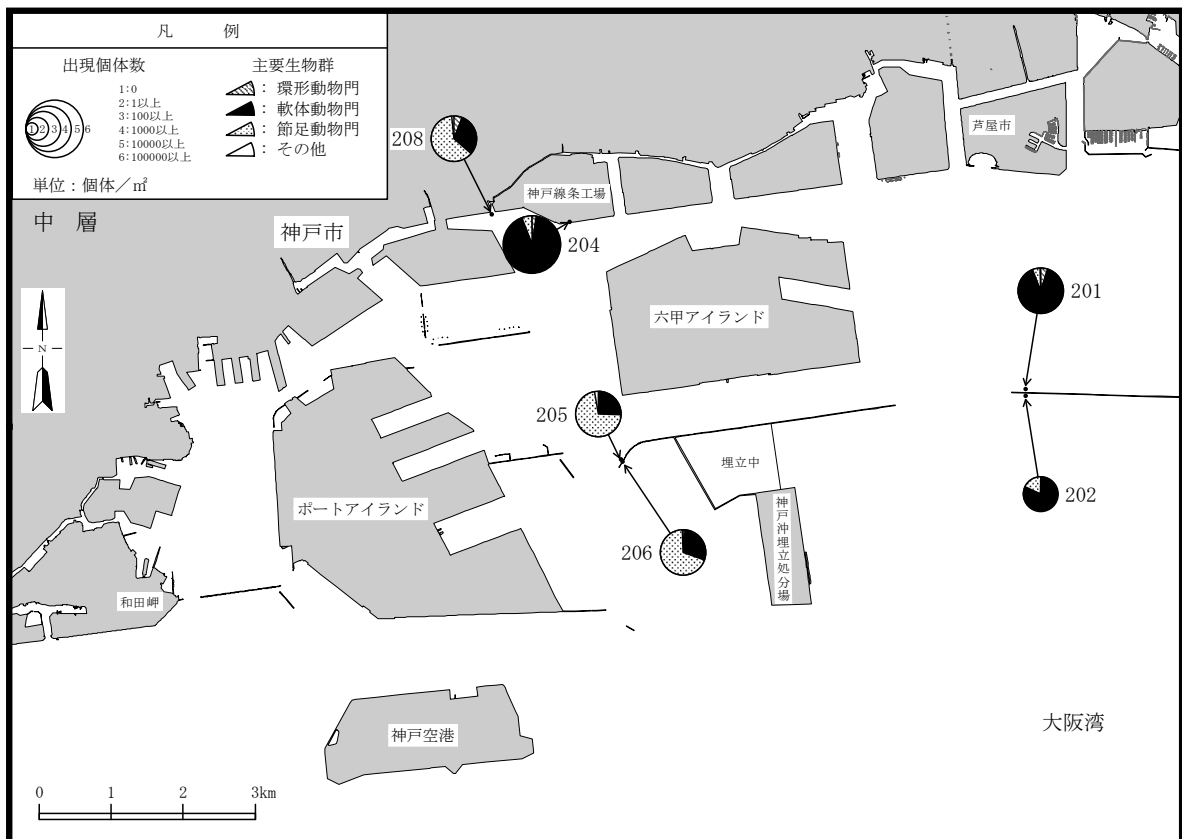 凡 例
出現個体数
1:0
2:1以上
3:100以上
4:1000以上
5:10000以上
6:100000以上
1 2 3 4 5 6
単位：個体／㎡
主要生物群
： 環形動物門
： 軟体動物門
： 節足動物門
： その他
中 層
神戸市
208
神戸線条工場
204
芦屋市
六甲アイランド
201
N
205
埋立中
202
ポートアイランド
206
神戸沖埋立処分場
和田岬
神戸空港
大阪湾
0 1 2 3km